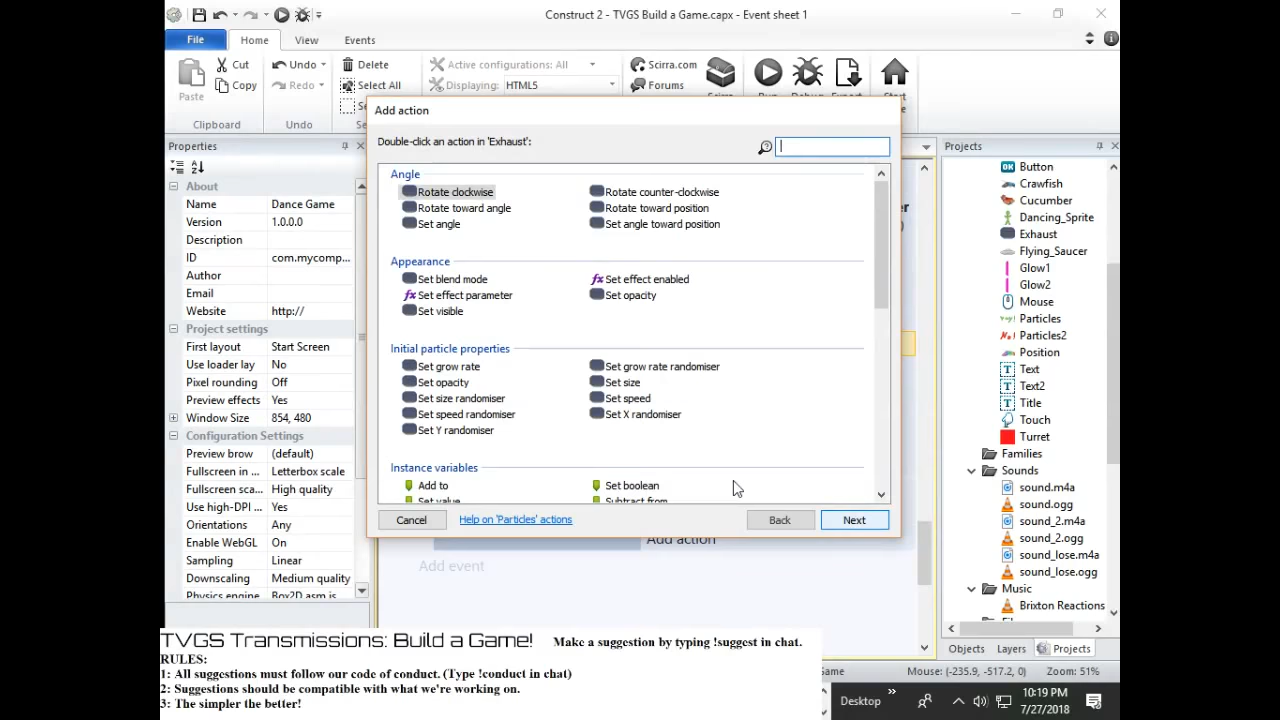 Construct 2 - TVGS Build a Game.capx - Event sheet 1
File Home View Events
Paste
Cut
Copy
Clipboard
Undo
Redo
Undo
Delete
Select All
Active configurations: All
Displaying: HTML5
Scirra.com
Forums
Properties
About
Name Dance Game
Version 1.0.0.0
Description
ID com.mycomp...
Author
Email
Website http://
Project settings
First layout Start Screen
Use loader lay No
Pixel rounding Off
Preview effects Yes
Window Size 854, 480
Configuration Settings
Preview brow (default)
Fullscreen in ... Letterbox scale
Fullscreen sca... High quality
Use high-DPI ... Yes
Orientations Any
Enable WebGL On
Sampling Linear
Downscaling Medium quality
Physics engine Box2D asm.js
Add action
Double-click an action in 'Exhaust':
Angle
Rotate clockwise Rotate counter-clockwise
Rotate toward angle Rotate toward position
Set angle Set angle toward position
Appearance
Set blend mode Set effect enabled
Set effect parameter Set opacity
Set visible
Initial particle properties
Set grow rate Set grow rate randomiser
Set opacity Set size
Set size randomiser Set speed
Set speed randomiser Set X randomiser
Set Y randomiser
Instance variables
Add to Set boolean
Set value Subtract from
Cancel Help on 'Particles' actions Back Next
Add action
Add event
Projects
Button
Crawfish
Cucumber
Dancing_Sprite
Exhaust
Flying_Saucer
Glow1
Glow2
Mouse
Particles
Particles2
Position
Text
Text2
Title
Touch
Turret
Families
Sounds
sound.m4a
sound.ogg
sound_2.m4a
sound_2.ogg
sound_lose.m4a
sound_lose.ogg
Music
Brixton Reactions
Objects Layers Projects
Mouse: (-235.9, -517.2, 0) Zoom: 51%
TVGS Transmissions: Build a Game! Make a suggestion by typing !suggest in chat.
RULES:
1: All suggestions must follow our code of conduct. (Type !conduct in chat)
2: Suggestions should be compatible with what we're working on.
3: The simpler the better!
Desktop
10:19 PM
7/27/2018